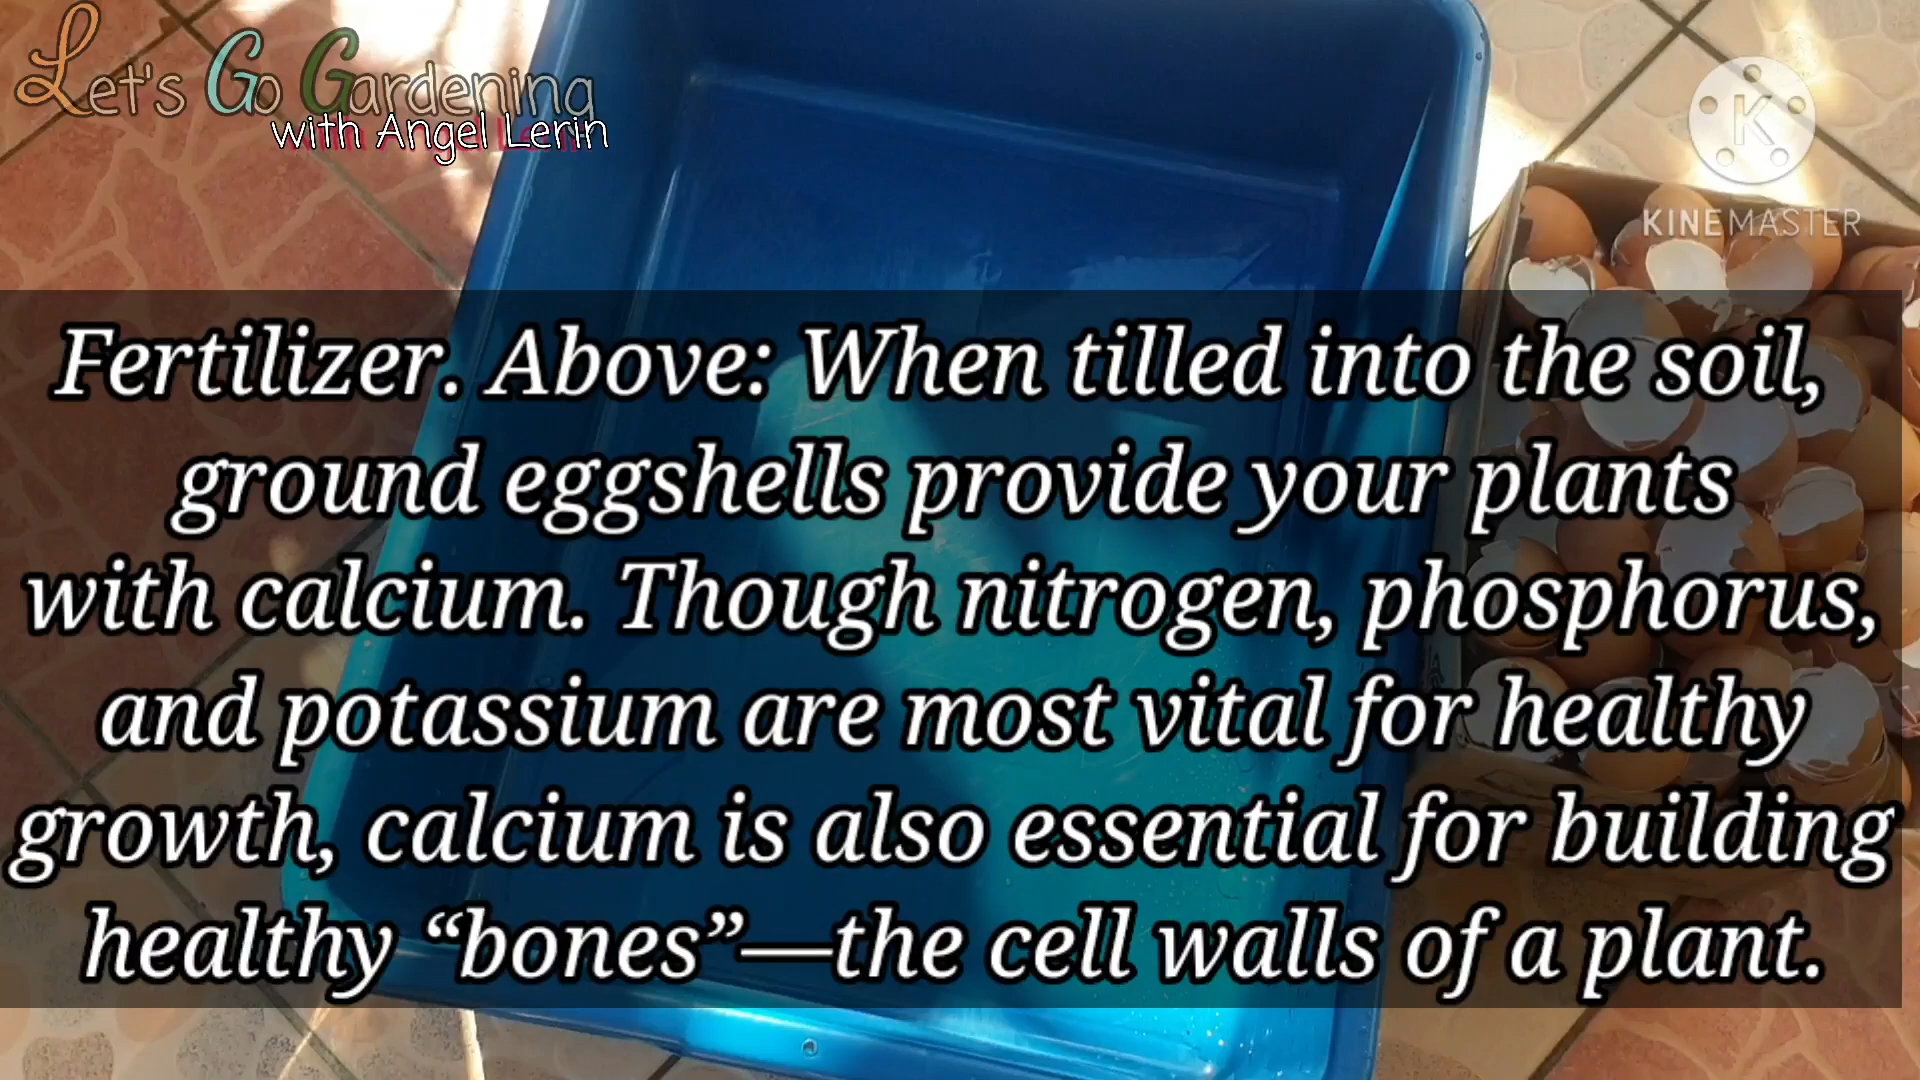 Let's Go Gardening
with Angel Lerin
K
KINEMASTER
Fertilizer. Above: When tilled into the soil,
ground eggshells provide your plants
with calcium. Though nitrogen, phosphorus,
and potassium are most vital for healthy
growth, calcium is also essential for building
healthy “bones”—the cell walls of a plant.